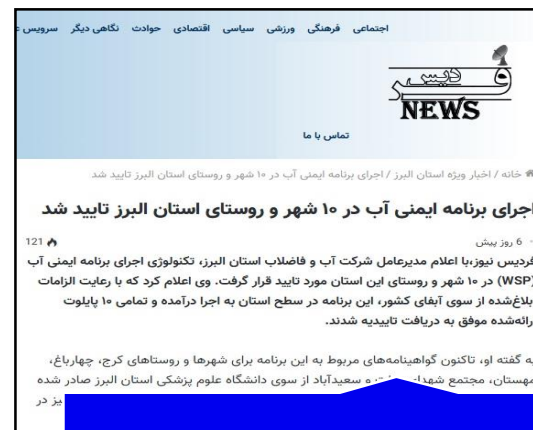 اجتماعی فرهنگی ورزشی سیاسی اقتصادی حوادث نگاهی دیگر سرویس
فردیس
NEWS
تماس با ما
خانه / اخبار ویژه استان البرز / اجرای برنامه ایمنی آب در ۱۰ شهر و روستای استان البرز تایید شد
اجرای برنامه ایمنی آب در ۱۰ شهر و روستای استان البرز تایید شد
6 روز پیش 121
فردیس نیوز،با اعلام مدیرعامل شرکت آب و فاضلاب استان البرز، تکنولوژی اجرای برنامه ایمنی آب
(WSP) در ۱۰ شهر و روستای این استان مورد تایید قرار گرفت. وی اعلام کرد که با رعایت الزامات
ابلاغ‌شده از سوی آبفای کشور، این برنامه در سطح استان به اجرا درآمده و تمامی ۱۰ پایلوت
ارائه‌شده موفق به دریافت تاییدیه شدند.
به گفته او، تاکنون گواهینامه‌های مربوط به این برنامه برای شهرها و روستاهای کرج، چهارباغ،
مهستان، مجتمع شهدای و سعیدآباد از سوی دانشگاه علوم پزشکی استان البرز صادر شده
نیز در